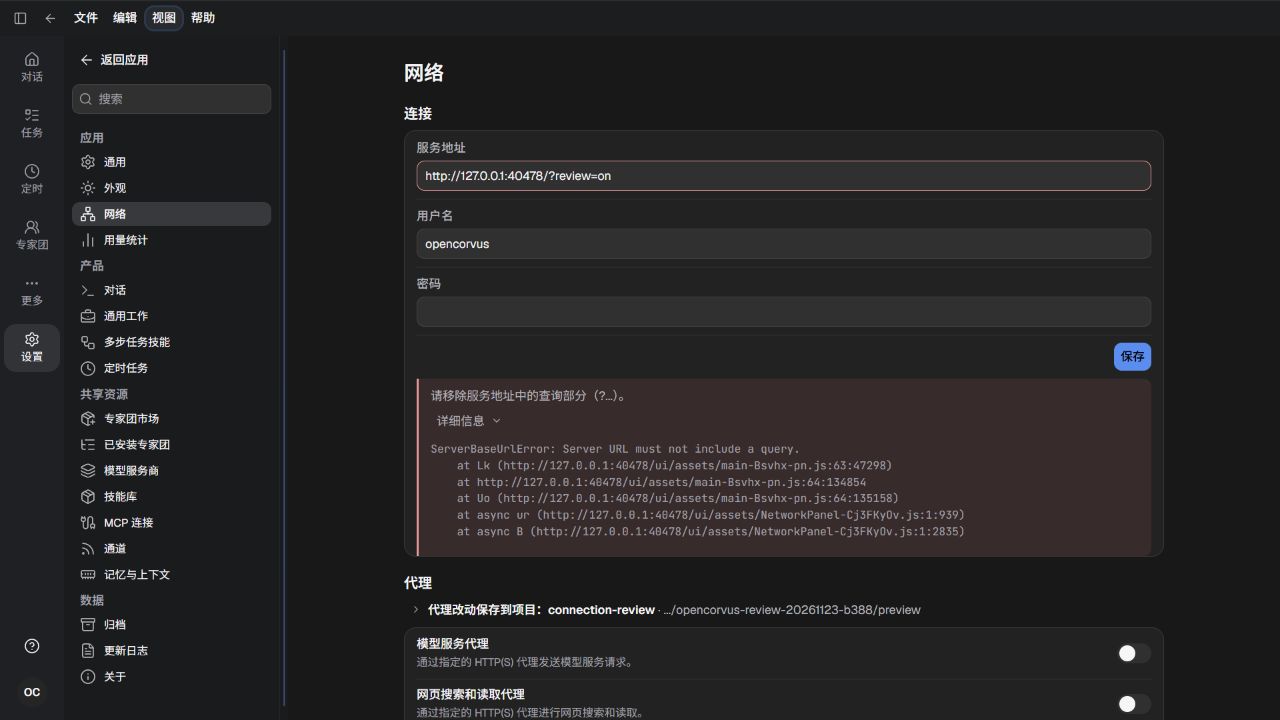 文件 编辑 视图 帮助
对话
任务
定时
专家团
更多
设置
OC
返回应用
搜索
应用
通用
外观
网络
用量统计
产品
对话
通用工作
多步任务技能
定时任务
共享资源
专家团市场
已安装专家团
模型服务商
技能库
MCP 连接
通道
记忆与上下文
数据
归档
更新日志
关于
网络
连接
服务地址
http://127.0.0.1:40478/?review=on
用户名
opencorvus
密码
保存
请移除服务地址中的查询部分（?…）。
详细信息
ServerBaseUrlError: Server URL must not include a query.
at Lk (http://127.0.0.1:40478/ui/assets/main-Bsvhx-pn.js:63:47298)
at http://127.0.0.1:40478/ui/assets/main-Bsvhx-pn.js:64:134854
at Uo (http://127.0.0.1:40478/ui/assets/main-Bsvhx-pn.js:64:135158)
at async ur (http://127.0.0.1:40478/ui/assets/NetworkPanel-Cj3FKyOv.js:1:939)
at async B (http://127.0.0.1:40478/ui/assets/NetworkPanel-Cj3FKyOv.js:1:2835)
代理
代理改动保存到项目：connection-review · …/opencorvus-review-20261123-b388/preview
模型服务代理
通过指定的 HTTP(S) 代理发送模型服务请求。
网页搜索和读取代理
通过指定的 HTTP(S) 代理进行网页搜索和读取。